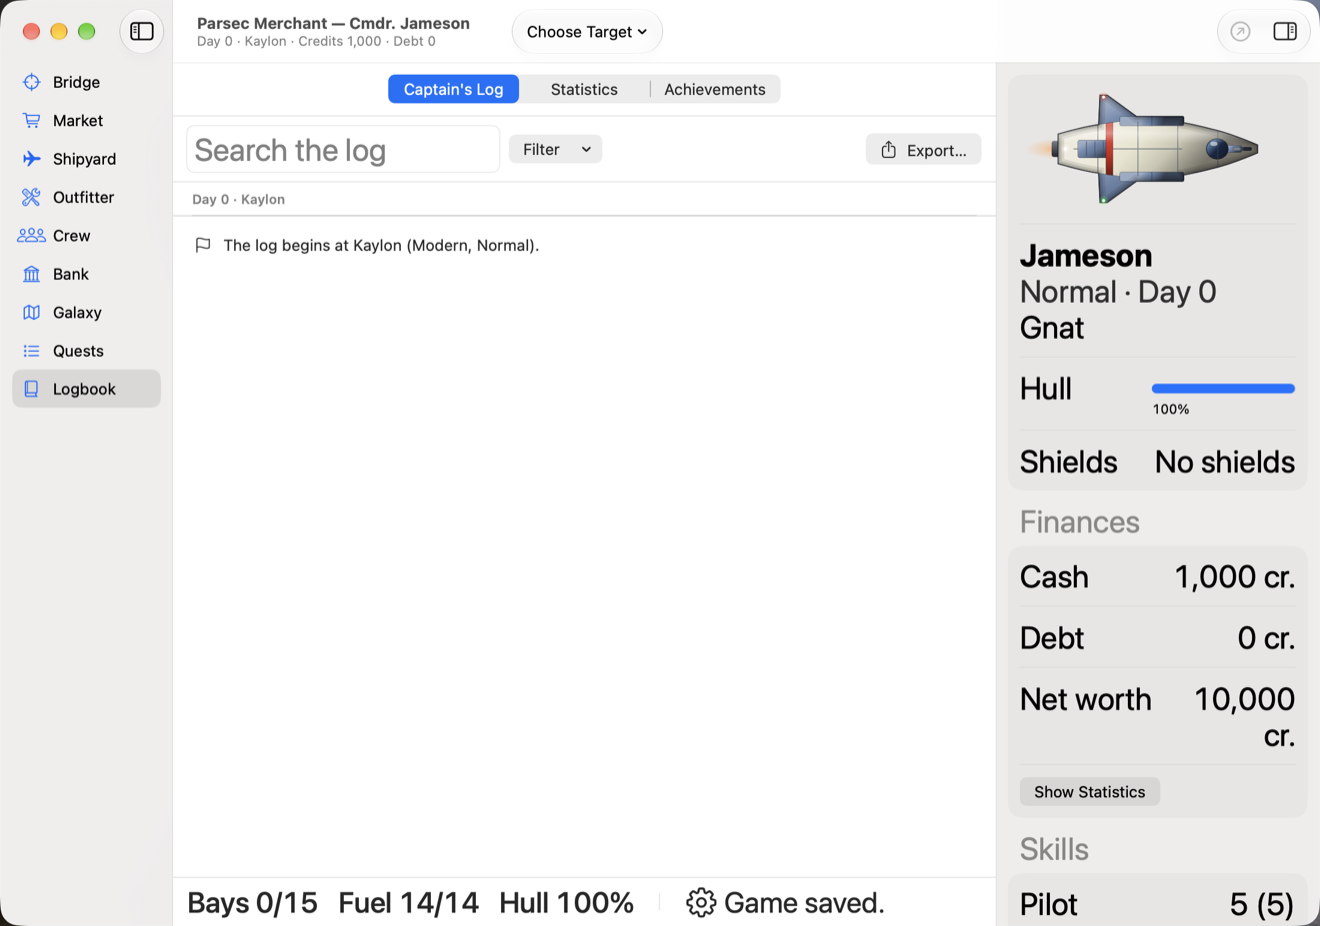 Parsec Merchant — Cmdr. Jameson
Day 0 · Kaylon · Credits 1,000 · Debt 0
Choose Target
Bridge
Market
Shipyard
Outfitter
Crew
Bank
Galaxy
Quests
Logbook
Captain's Log
Statistics
Achievements
Search the log
Filter
Export...
Day 0 · Kaylon
The log begins at Kaylon (Modern, Normal).
Jameson
Normal · Day 0
Gnat
Hull
100%
Shields No shields
Finances
Cash 1,000 cr.
Debt 0 cr.
Net worth 10,000
cr.
Show Statistics
Skills
Pilot 5 (5)
Bays 0/15 Fuel 14/14 Hull 100% Game saved.